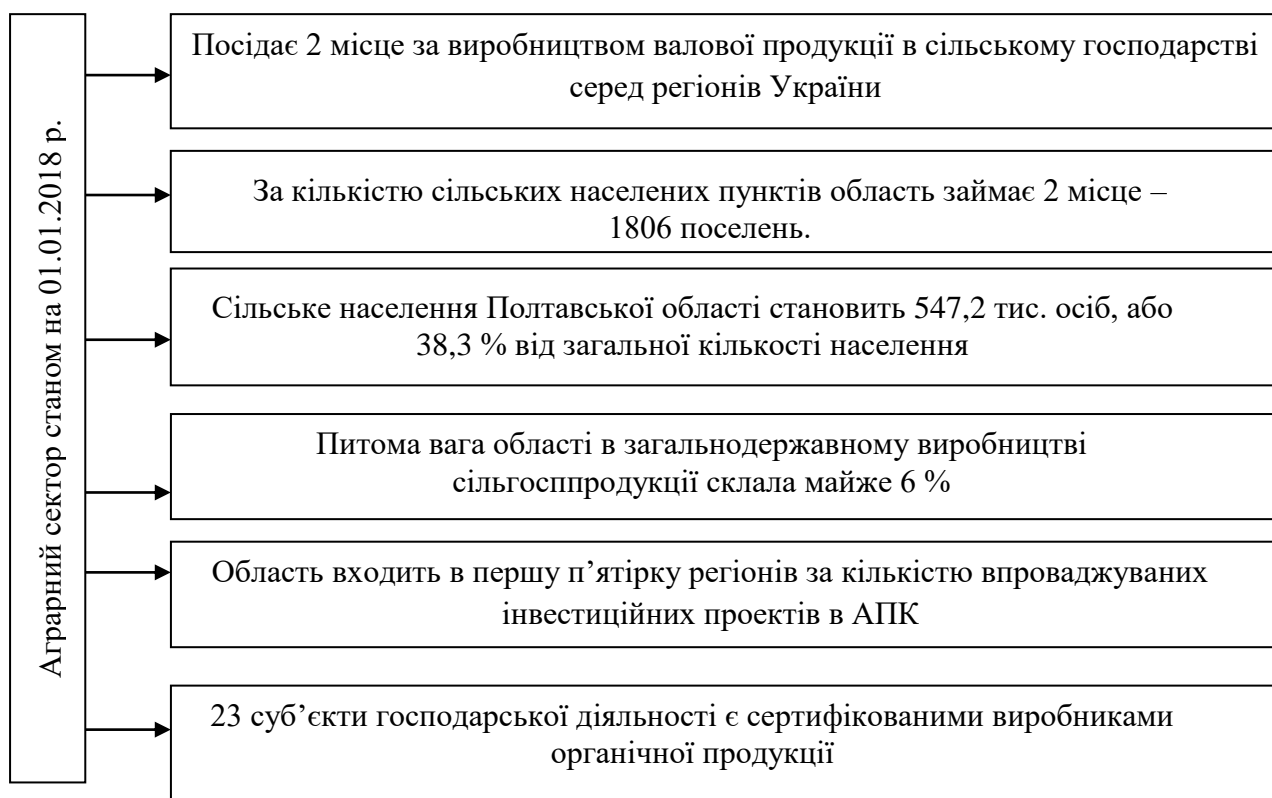 Аграрний сектор станом на 01.01.2018 р.
Посідає 2 місце за виробництвом валової продукції в сільському господарстві
серед регіонів України
За кількістю сільських населених пунктів область займає 2 місце –
1806 поселень.
Сільське населення Полтавської області становить 547,2 тис. осіб, або
38,3 % від загальної кількості населення
Питома вага області в загальнодержавному виробництві
сільгосппродукції склала майже 6 %
Область входить в першу п’ятірку регіонів за кількістю впроваджуваних
інвестиційних проектів в АПК
23 суб’єкти господарської діяльності є сертифікованими виробниками
органічної продукції